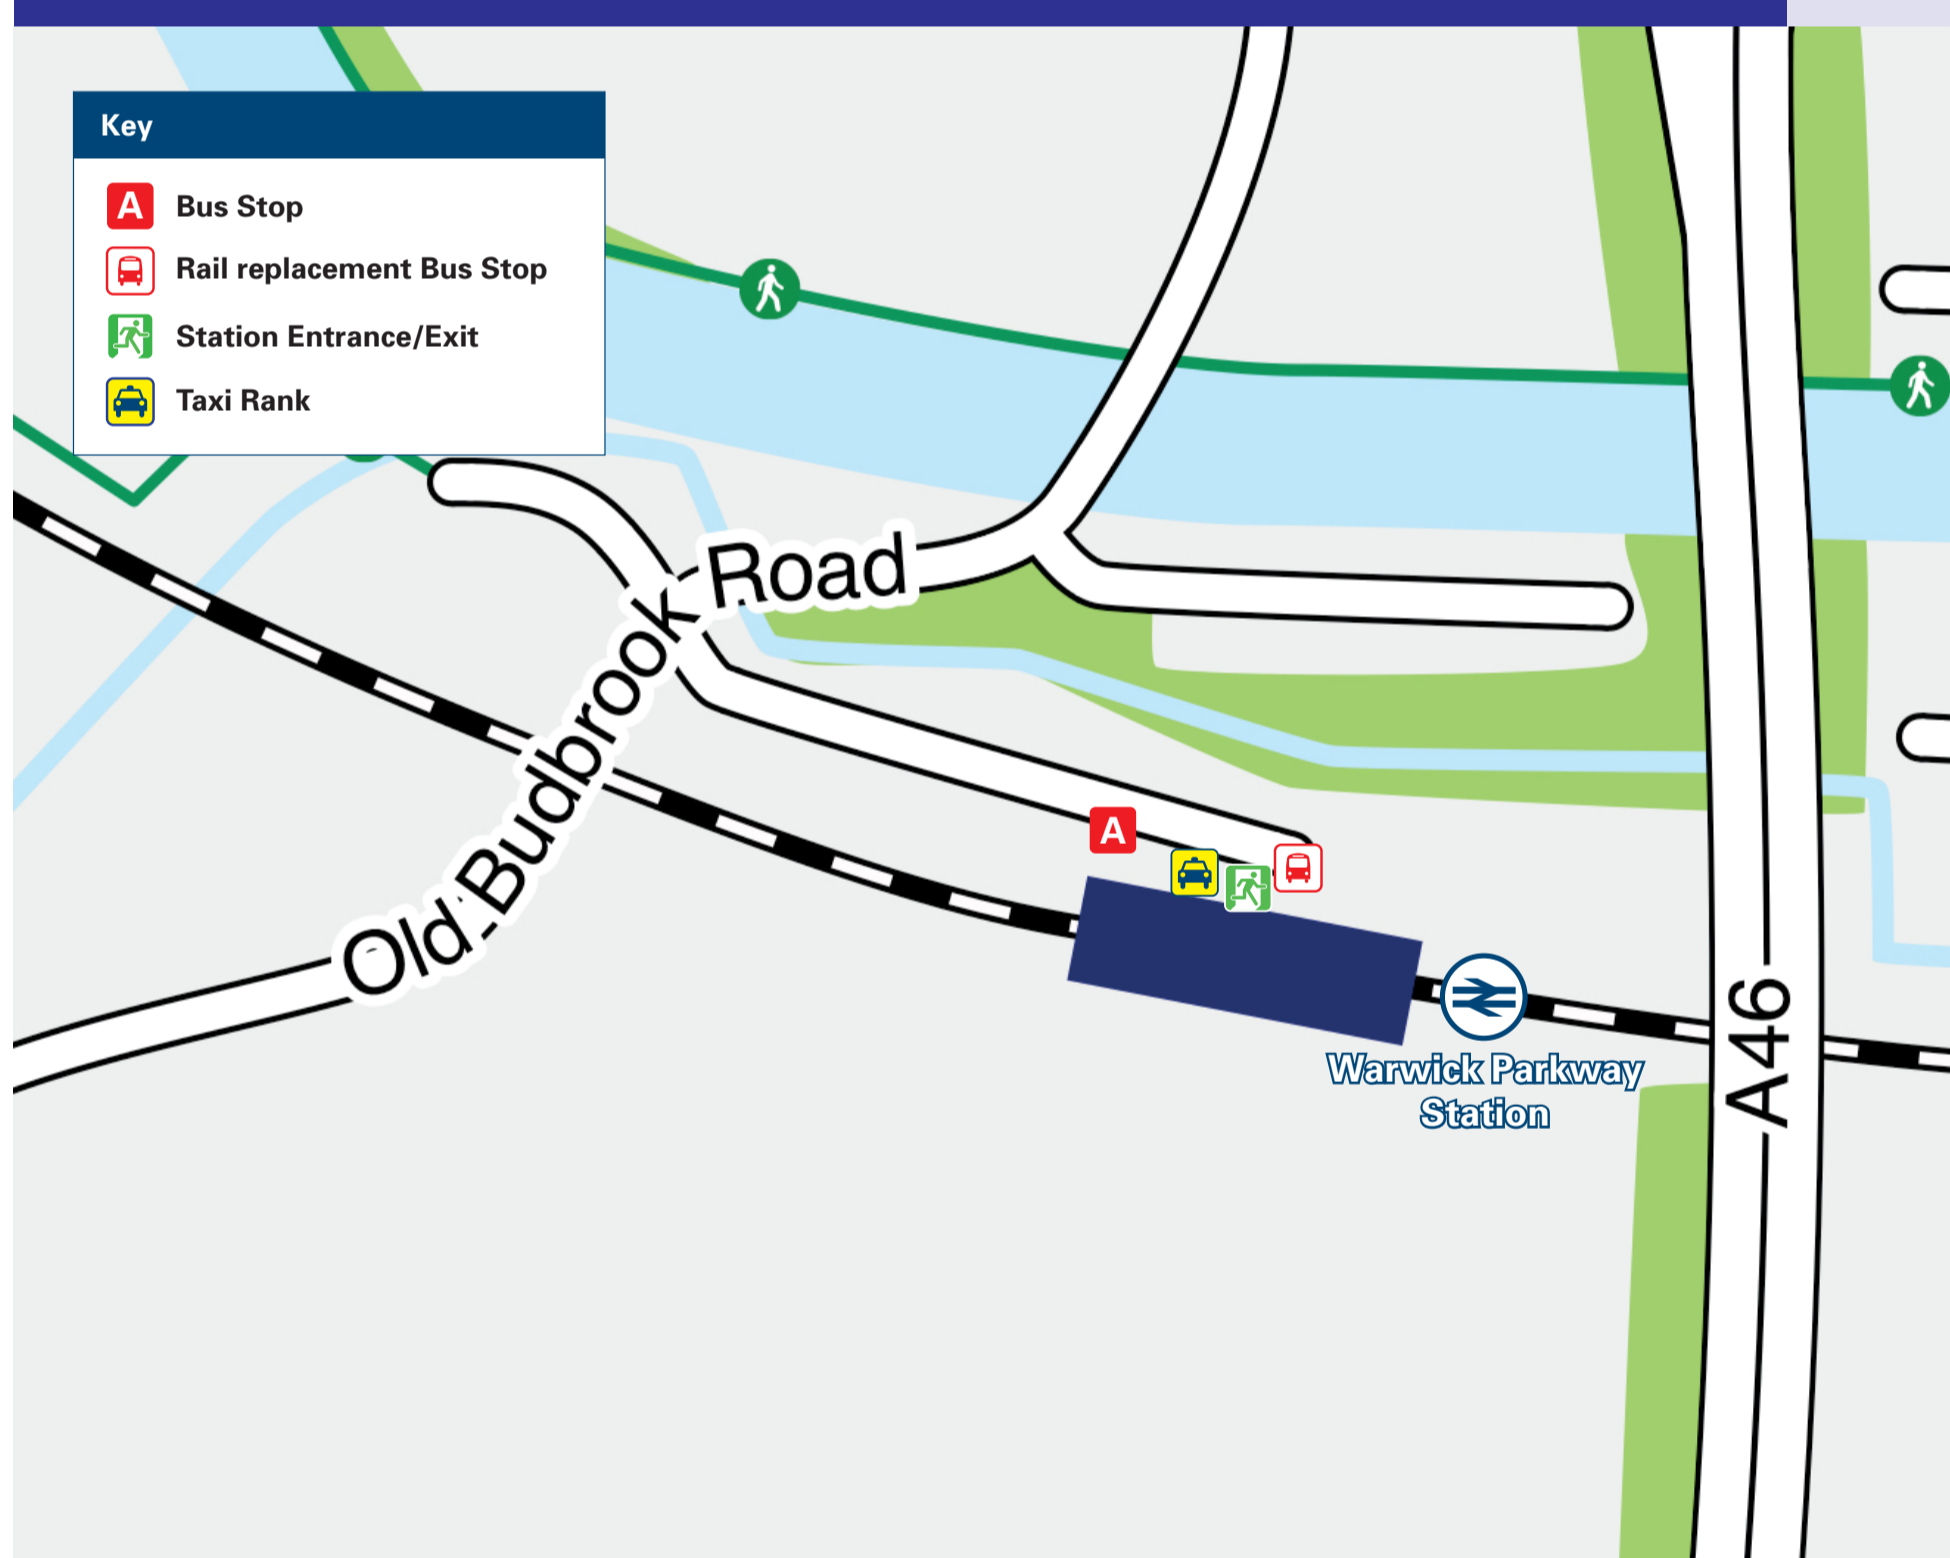 Key
A Bus Stop
Rail replacement Bus Stop
Station Entrance/Exit
Taxi Rank
Old Budbrook Road
A
Warwick Parkway
Station
A46